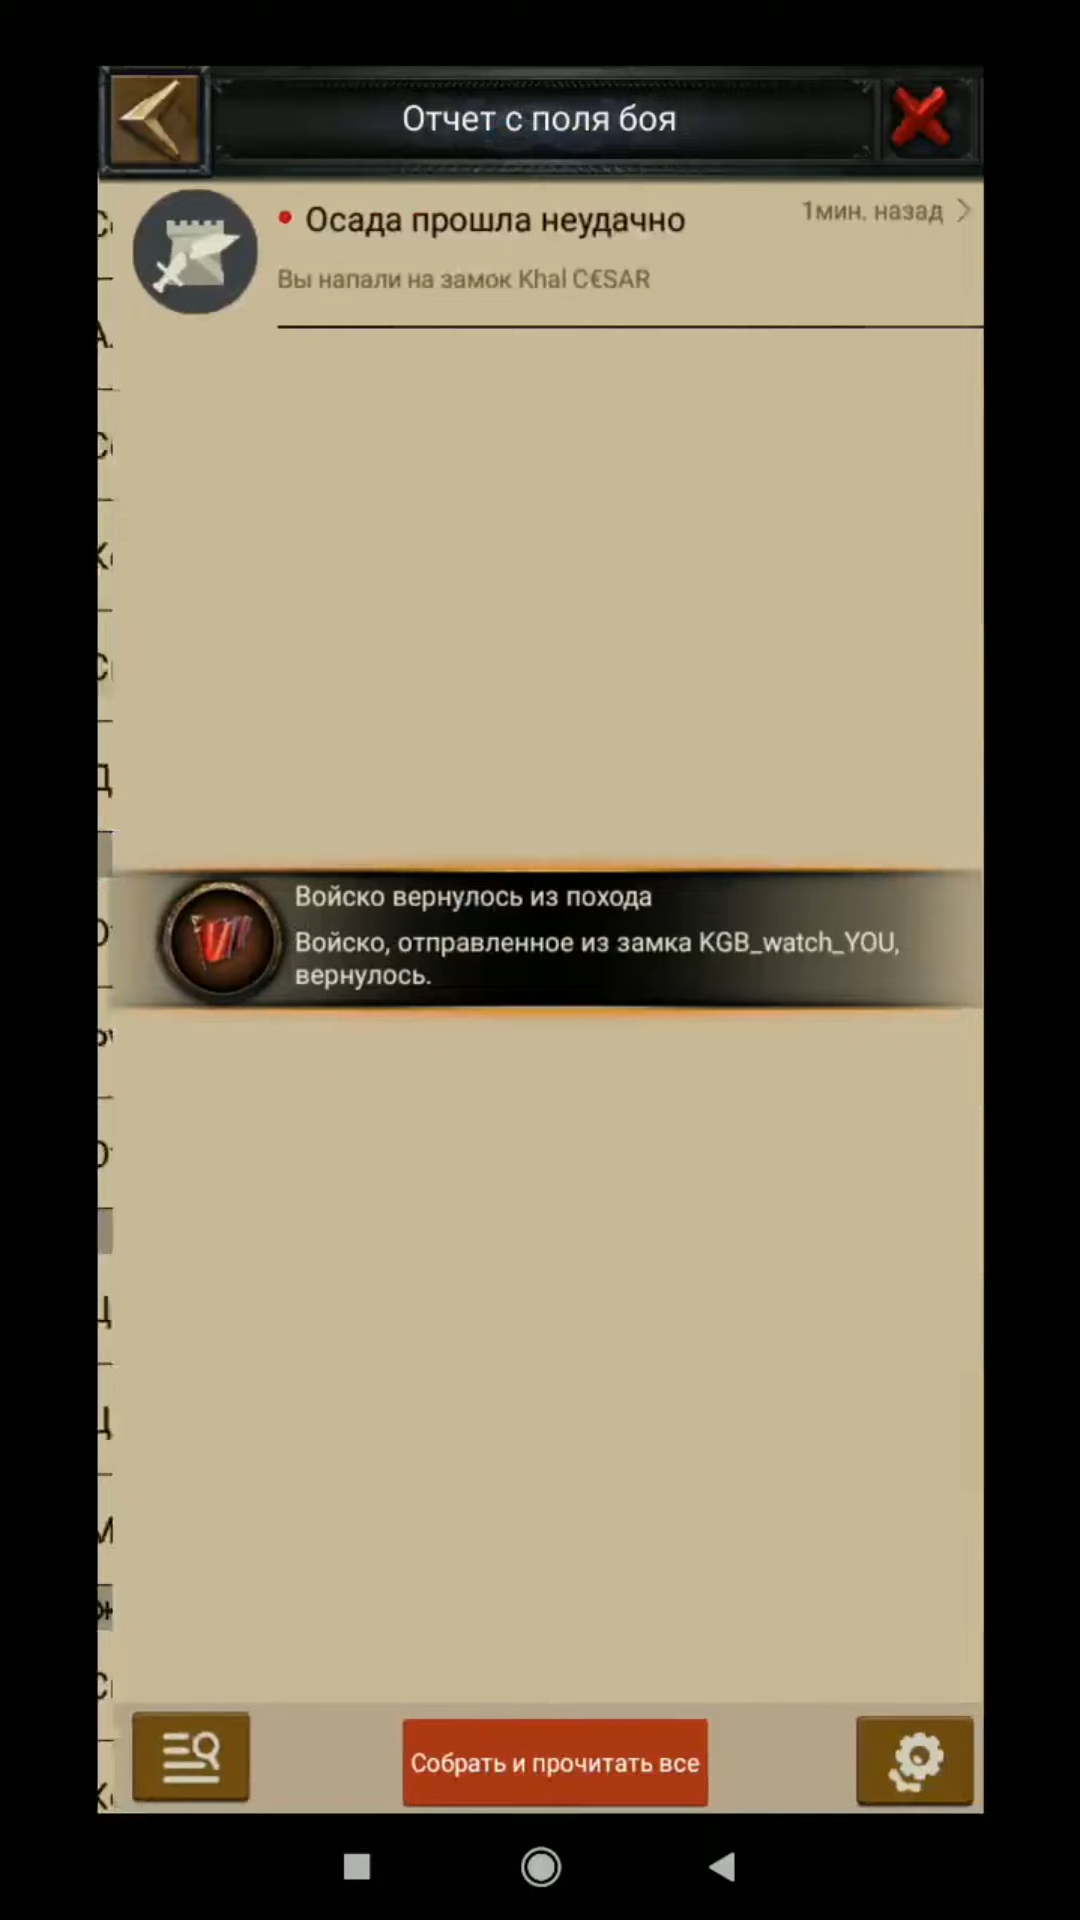 Отчет с поля боя
Осада прошла неудачно
1мин. назад
Вы напали на замок Khal C€SAR
Войско вернулось из похода
Войско, отправленное из замка KGB_watch_YOU,
вернулось.
Собрать и прочитать все